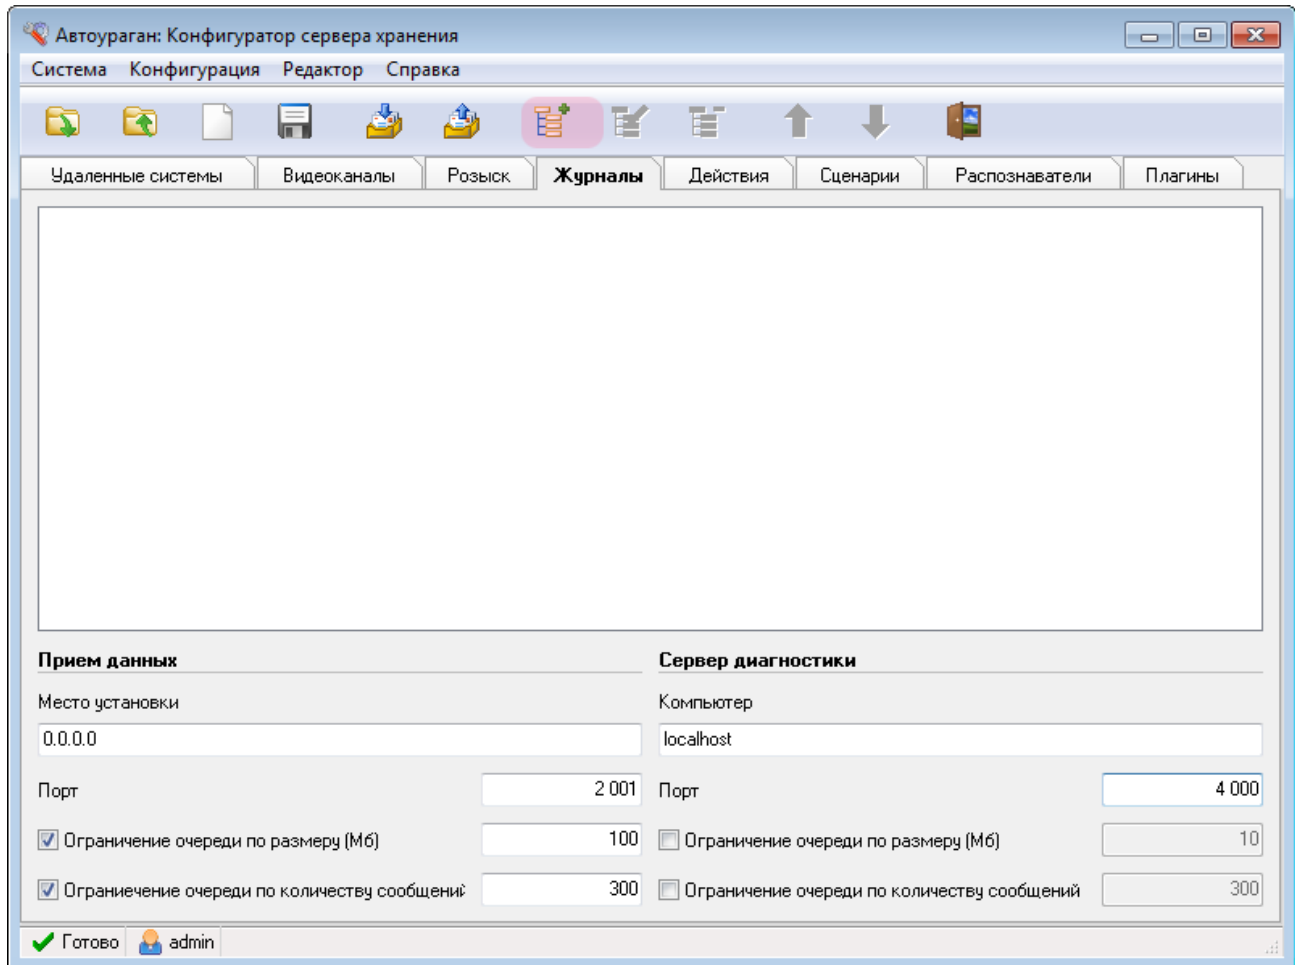 Автоураган: Конфигуратор сервера хранения
Система Конфигурация Редактор Справка
Удаленные системы Видеоканалы Розыск Журналы Действия Сценарии Распознаватели Плагины
Прием данных Сервер диагностики
Место установки Компьютер
0.0.0.0 localhost
Порт 2 001 Порт 4 000
Ограничение очереди по размеру (Мб) 100 Ограничение очереди по размеру (Мб) 10
Ограниечение очереди по количеству сообщений 300 Ограничение очереди по количеству сообщений 300
Готово admin